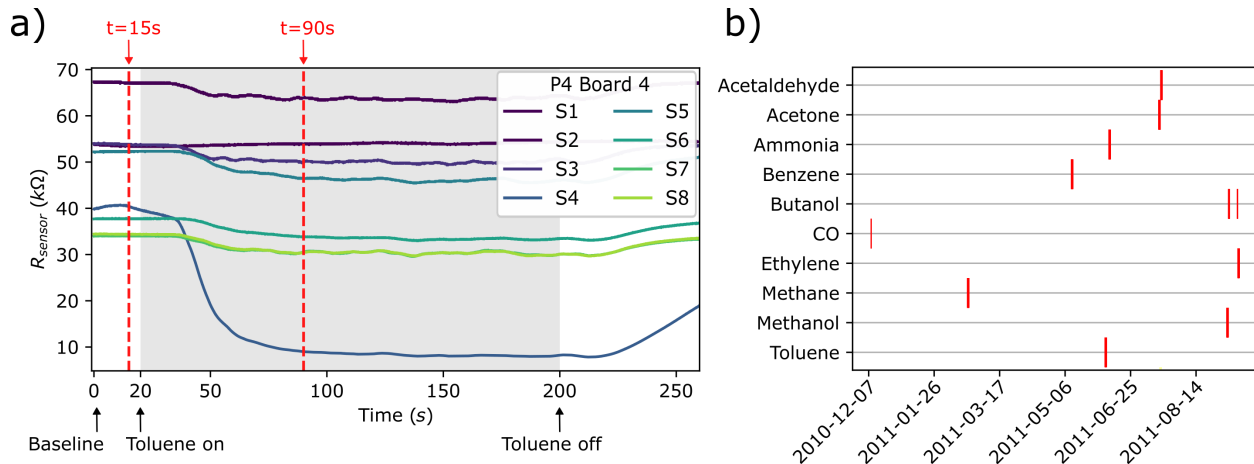 a)
t=15s
t=90s
70
60
50
40
30
20
10
R_sensor (kΩ)
P4 Board 4
S1
S2
S3
S4
S5
S6
S7
S8
0
20
50
100
150
200
250
Time (s)
Baseline
Toluene on
Toluene off
b)
Acetaldehyde
Acetone
Ammonia
Benzene
Butanol
CO
Ethylene
Methane
Methanol
Toluene
2010-12-07
2011-01-26
2011-03-17
2011-05-06
2011-06-25
2011-08-14